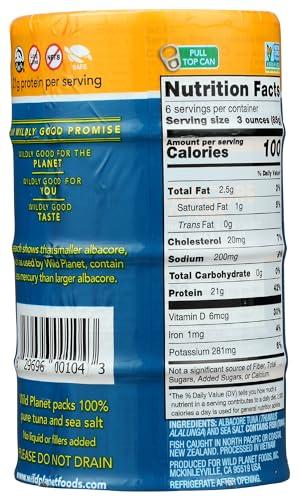 PULL
TOP CAN
21g protein per serving
WILDLY GOOD PROMISE
WILDLY GOOD FOR THE
PLANET
WILDLY GOOD FOR
YOU
WILDLY GOOD
TASTE
shows that smaller albacore,
as used by Wild Planet, contain
less mercury than larger albacore.
29696 00104 3
Wild Planet packs 100%
pure tuna and sea salt
No liquid or fillers added
PLEASE DO NOT DRAIN
www.wildplanetfoods.com
Nutrition Facts
6 servings per container
Serving size 3 ounces (85g)
Amount per serving
Calories 100
% Daily Value
Total Fat 2.5g 3%
Saturated Fat 1g 5%
Trans Fat 0g
Cholesterol 20mg 7%
Sodium 200mg
Total Carbohydrate 0g 0%
Protein 21g 42%
Vitamin D 6mcg 30%
Iron 1mg 4%
Potassium 281mg 6%
Not a significant source of Fiber, Total
Sugars, Added Sugars, or Calcium.
*The % Daily Value (DV) tells you how much a
nutrient in a serving contributes to a daily diet.
calories a day is used for general nutrition
INGREDIENTS: ALBACORE TUNA
ALALUNGA) AND SEA SALT
FISH CAUGHT IN NORTH PACIFIC OR COASTAL
NEW ZEALAND. PROCESSED IN VIETNAM
PRODUCED FOR WILD PLANET FOODS, INC.
MCKINLEYVILLE, CA 95519 USA